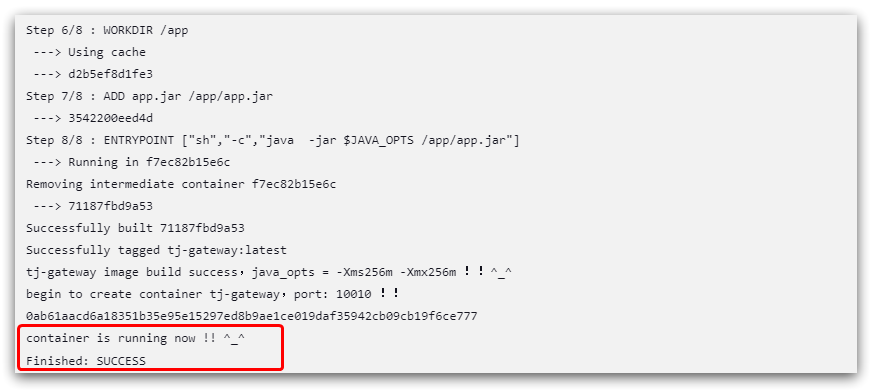 Step 6/8 : WORKDIR /app
---> Using cache
---> d2b5ef8d1fe3
Step 7/8 : ADD app.jar /app/app.jar
---> 3542200eed4d
Step 8/8 : ENTRYPOINT ["sh","-c","java  -jar $JAVA_OPTS /app/app.jar"]
---> Running in f7ec82b15e6c
Removing intermediate container f7ec82b15e6c
---> 71187fbd9a53
Successfully built 71187fbd9a53
Successfully tagged tj-gateway:latest
tj-gateway image build success，java_opts = -Xms256m -Xmx256m ！！^_^
begin to create container tj-gateway，port: 10010 ！！
0ab61aacd6a18351b35e95e15297ed8b9ae1ce019daf35942cb09cb19f6ce777
container is running now !! ^_^
Finished: SUCCESS